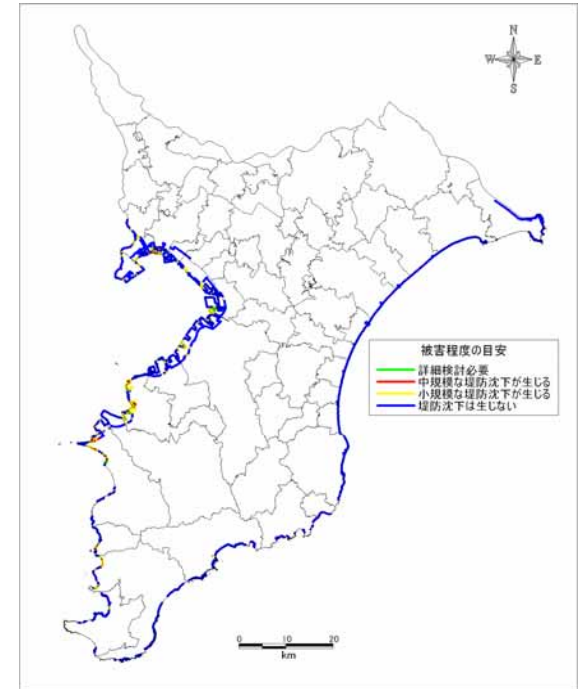 N
W E
S
被害程度の目安
詳細検討必要
中規模な堤防沈下が生じる
小規模な堤防沈下が生じる
堤防沈下は生じない
0 10 20
km